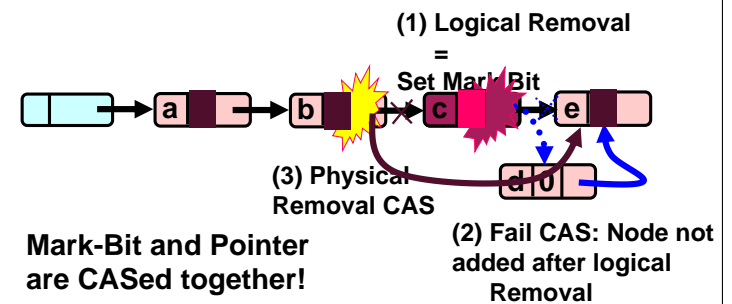 (1) Logical Removal
=
Set Mark Bit
a
b
c
e
d 0
(3) Physical
Removal CAS
(2) Fail CAS: Node not
added after logical
Removal
Mark-Bit and Pointer
are CASed together!